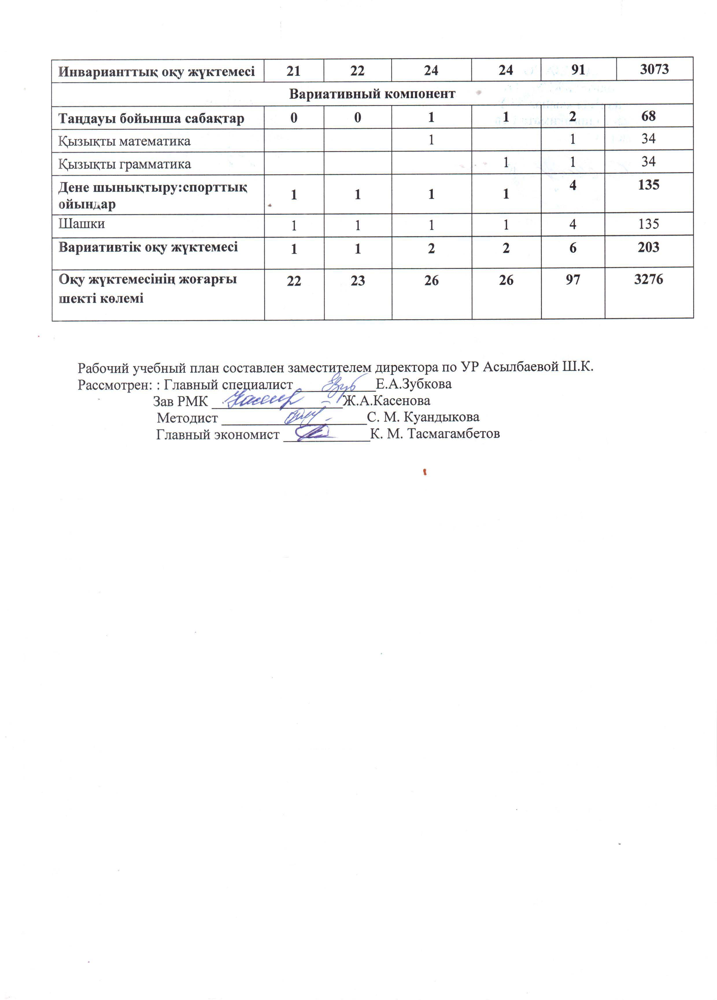 Инварианттық оқу жүктемесі 21 22 24 24 91 3073
Вариативный компонент
Таңдауы бойынша сабақтар 0 0 1 1 2 68
Қызықты математика 1 1 34
Қызықты грамматика 1 1 34
Дене шынықтыру:спорттық
ойындар 1 1 1 1 4 135
Шашки 1 1 1 1 4 135
Вариативтік оқу жүктемесі 1 1 2 2 6 203
Оқу жүктемесінің жоғарғы
шекті көлемі 22 23 26 26 97 3276
Рабочий учебный план составлен заместителем директора по УР Асылбаевой Ш.К.
Рассмотрен: : Главный специалист Е.А.Зубкова
Зав РМК Ж.А.Касенова
Методист С. М. Куандыкова
Главный экономист К. М. Тасмагамбетов